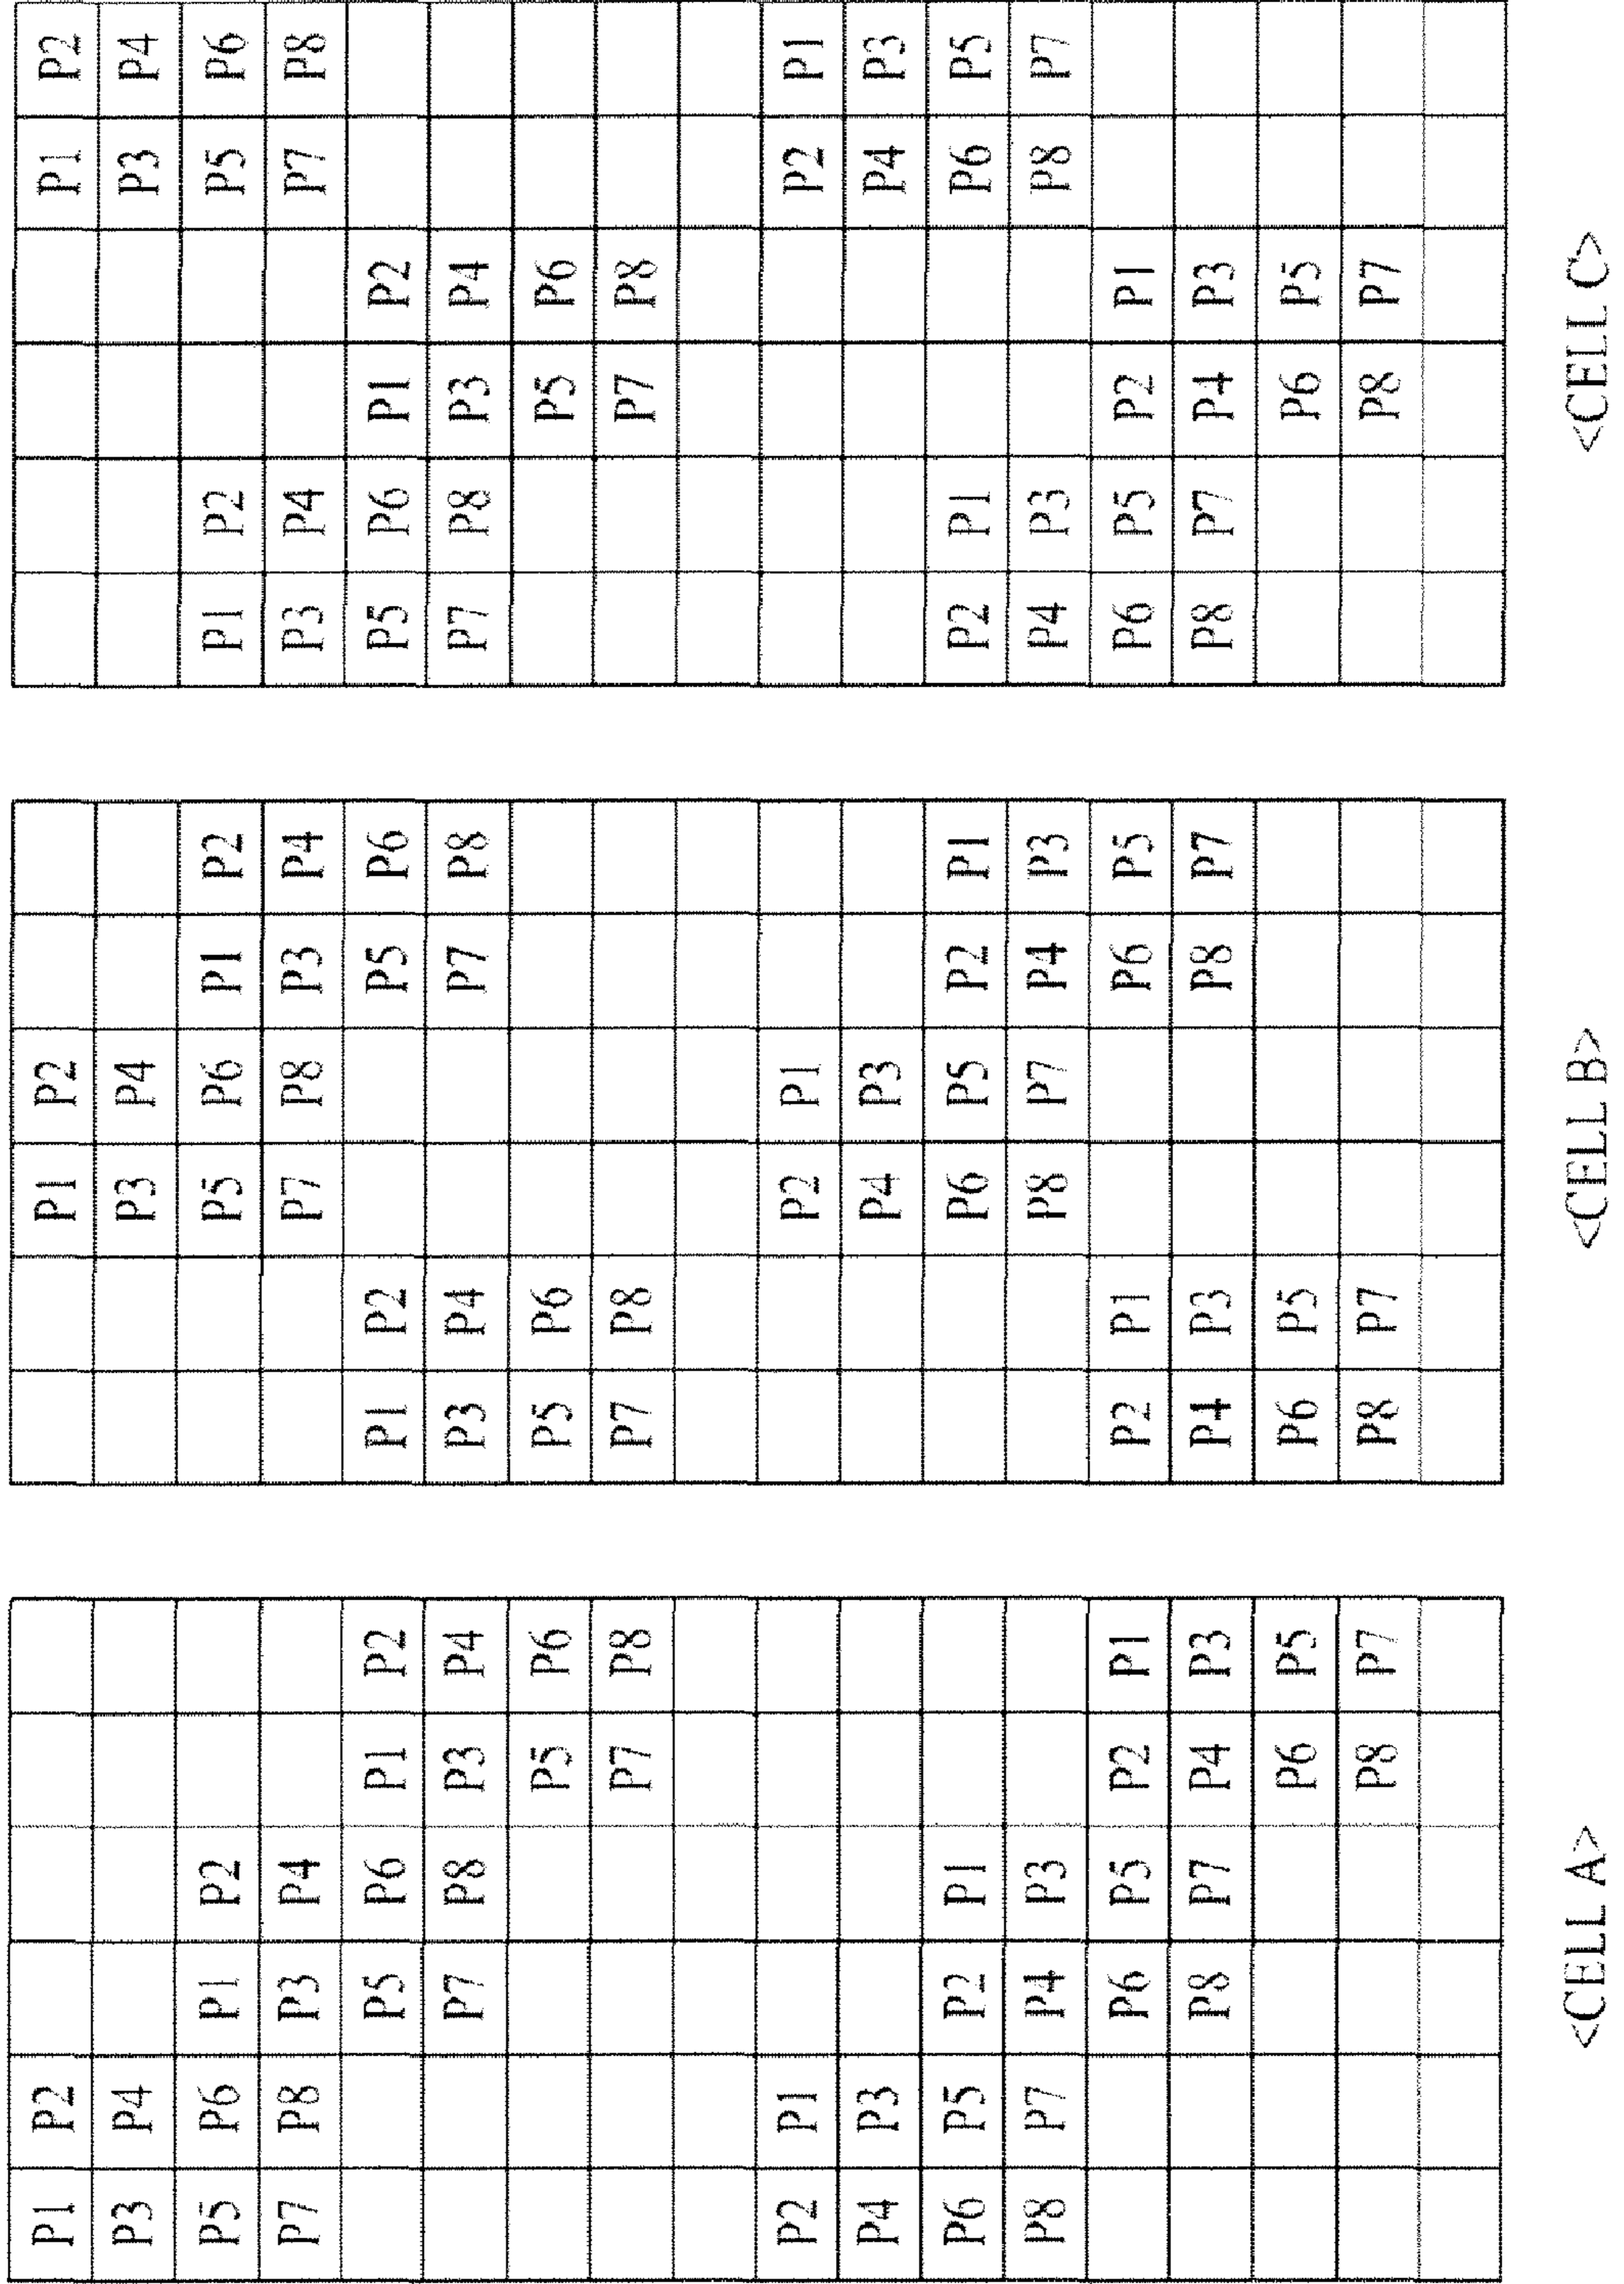 P1 P2 P1 P2 P1 P2
P3 P4 P3 P4 P3 P4
P5 P6 P1 P2 P5 P6 P1 P2 P1 P2 P5 P6
P7 P8 P3 P4 P7 P8 P3 P4 P3 P4 P7 P8
P5 P6 P1 P2 P1 P2 P5 P6 P5 P6 P1 P2
P7 P8 P3 P4 P3 P4 P7 P8 P7 P8 P3 P4
P5 P6 P5 P6 P5 P6
P7 P8 P7 P8 P7 P8
P2 P1 P2 P1 P2 P1
P4 P3 P4 P3 P4 P3
P6 P5 P2 P1 P6 P5 P2 P1 P2 P1 P6 P5
P8 P7 P4 P3 P8 P7 P4 P3 P4 P3 P8 P7
P6 P5 P2 P1 P2 P1 P6 P5 P6 P5 P2 P1
P8 P7 P4 P3 P4 P3 P8 P7 P8 P7 P4 P3
P6 P5 P6 P5 P6 P5
P8 P7 P8 P7 P8 P7
<CELL A> <CELL B> <CELL C>